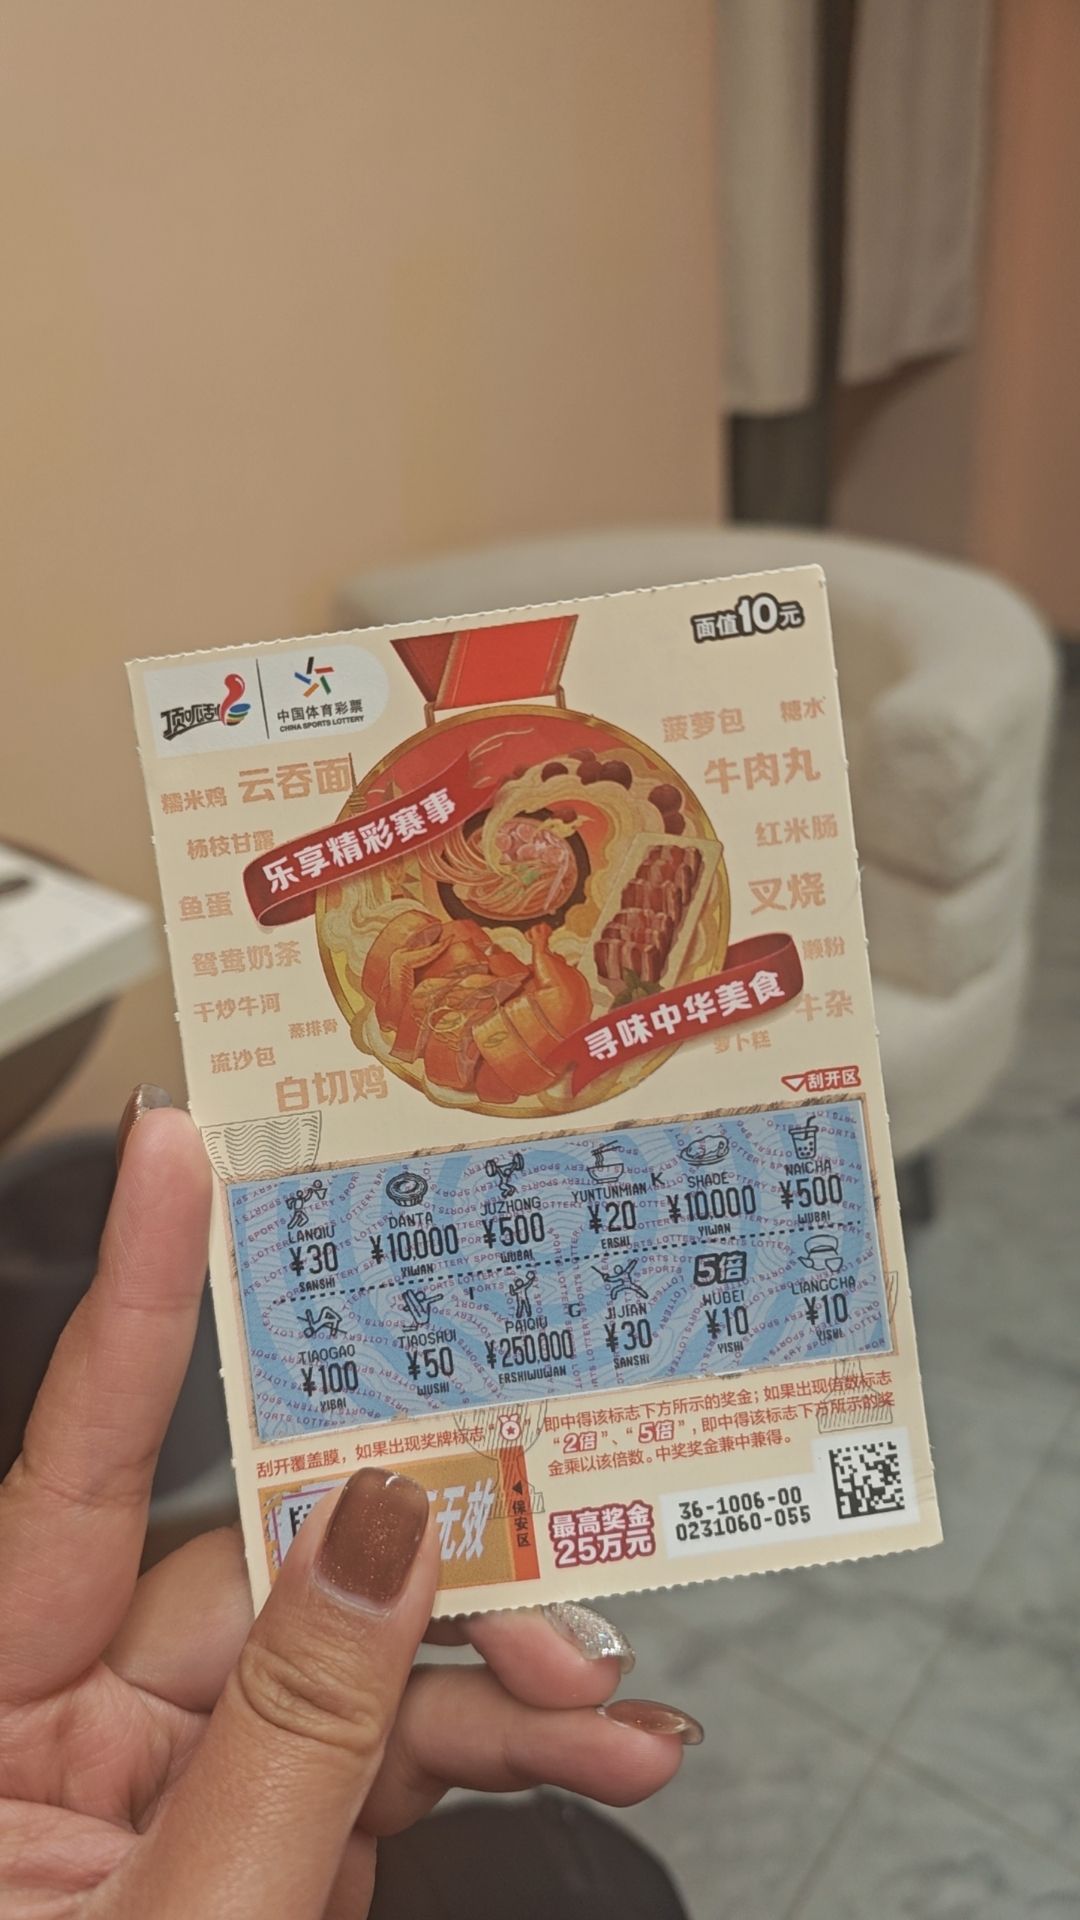 面值10元
顶呱刮
中国体育彩票
CHINA SPORTS LOTTERY
菠萝包 糖水
糯米鸡 云吞面
牛肉丸
杨枝甘露
乐享精彩赛事
红米肠
鱼蛋
叉烧
鸳鸯奶茶
濑粉
干炒牛河
寻味中华美食
牛杂
蒸排骨
萝卜糕
流沙包
白切鸡
刮开区
LANQIU DANTA JUZHONG YUNTUNMIAN K SHAOE NAICHA
¥30 ¥10,000 ¥500 ¥20 ¥10,000 ¥500
SANSHI YIWAN WUBAI ERSHI YIWAN WUBAI
5倍
TIAOGAO TIAOSHUI PAIQIU JIJIAN WUBEI LIANGCHA
¥100 ¥50 ¥250,000 ¥30 ¥10 ¥10
YIBAI WUSHI ERSHIWUWAN SANSHI YISHI YISHI
刮开覆盖膜，如果出现奖牌标志“ ”，即中得该标志下方所示的奖金；如果出现倍数标志
“2倍”、“5倍”，即中得该标志下方所示的奖
金乘以该倍数。中奖奖金兼中兼得。
无效
保安区
最高奖金
25万元
36-1006-00
0231060-055